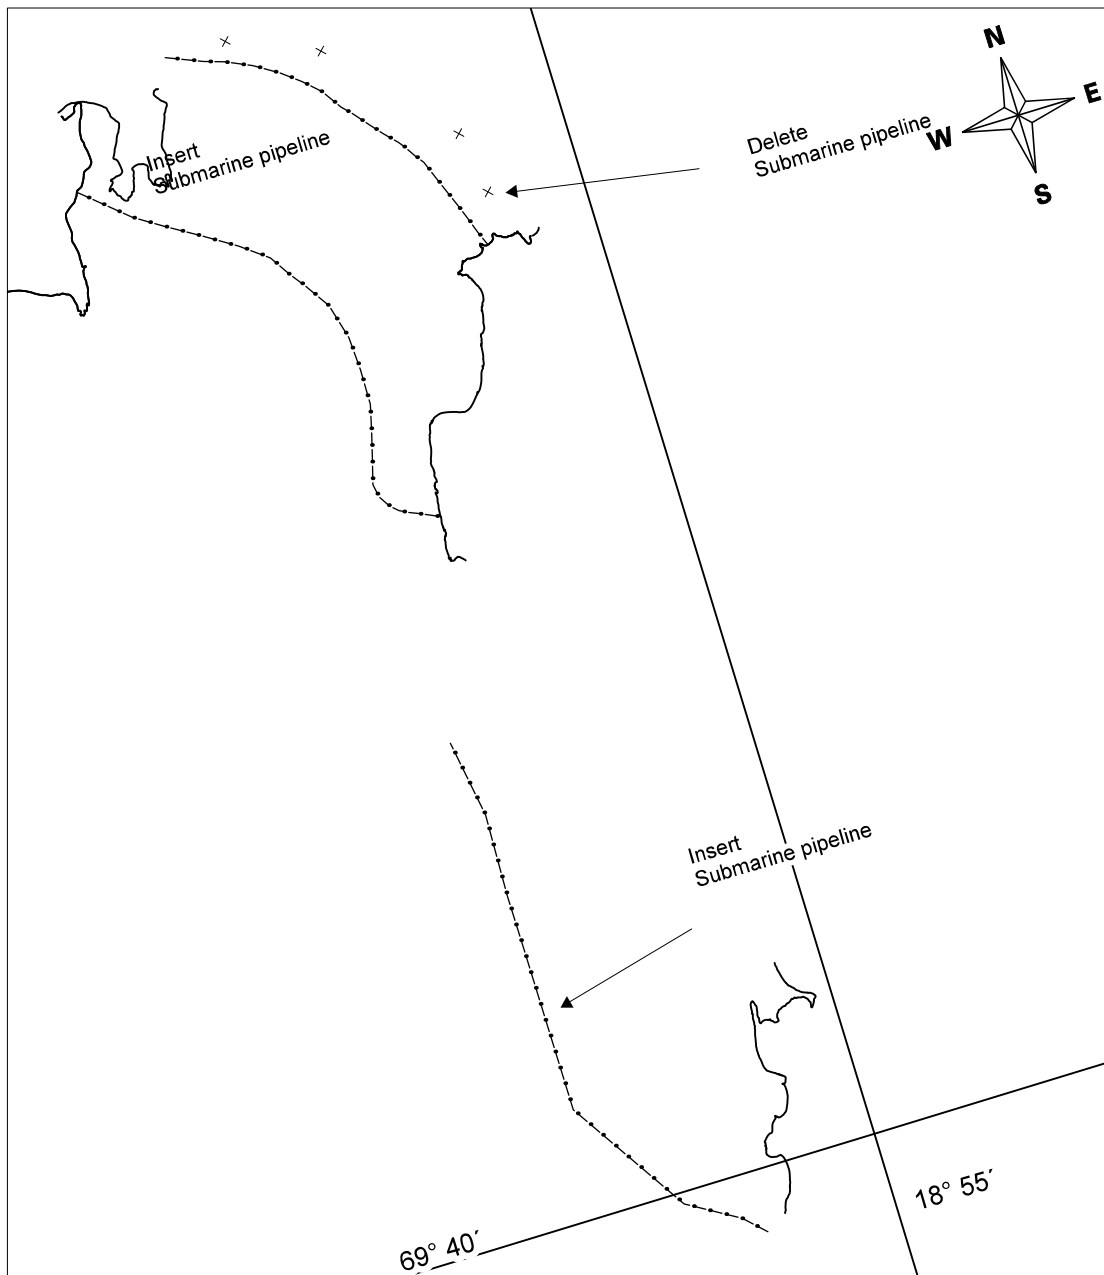 N
E
W
S
Delete
Submarine pipeline
Insert
Submarine pipeline
Insert
Submarine pipeline
18° 55′
69° 40′